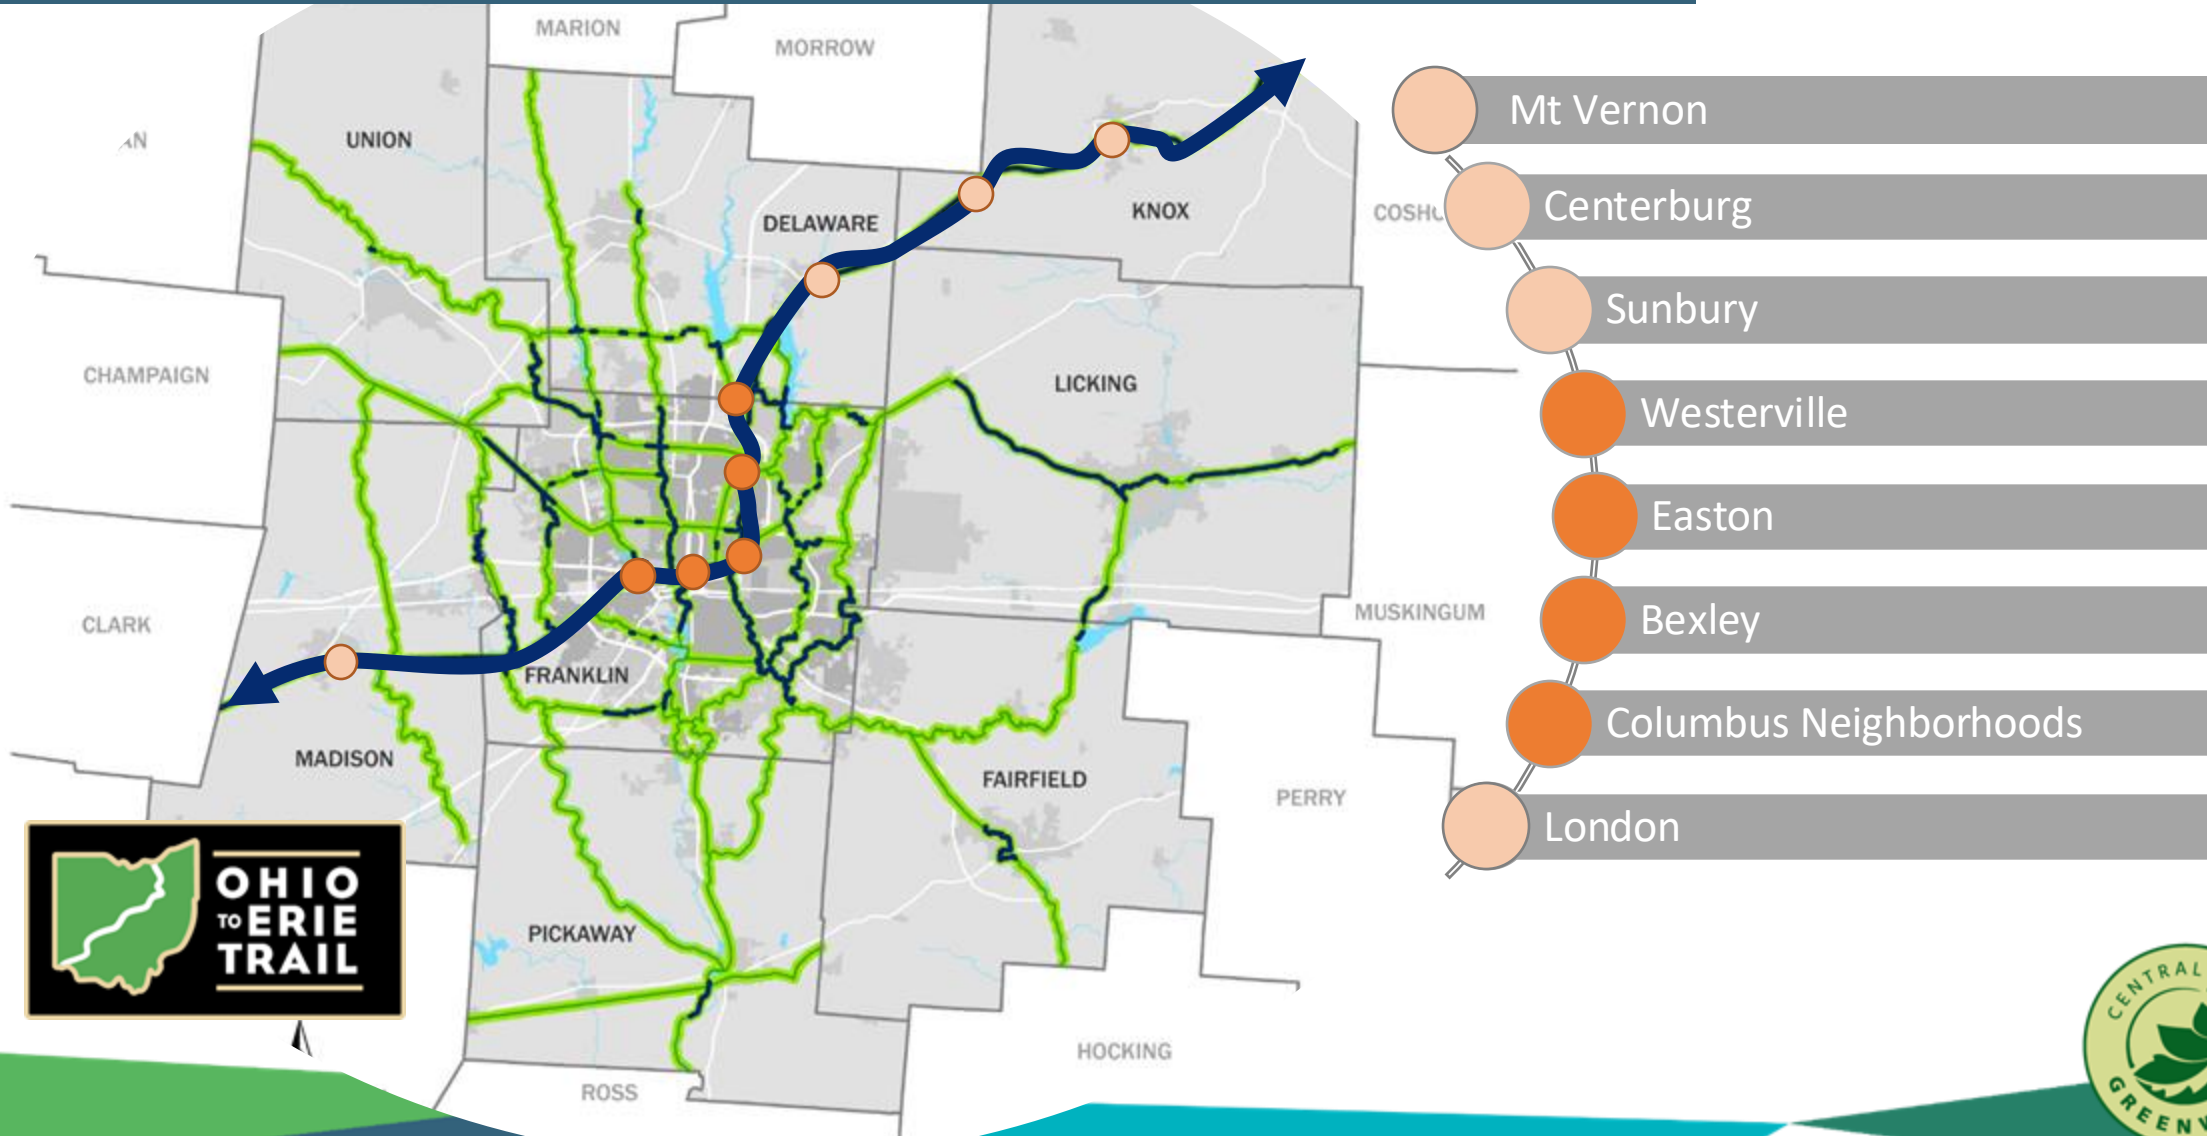 MARION
MORROW
UNION
DELAWARE
KNOX
CHAMPAIGN
LICKING
CLARK
MUSKINGUM
FRANKLIN
MADISON
FAIRFIELD
PERRY
PICKAWAY
HOCKING
ROSS
OHIO
TO ERIE
TRAIL
Mt Vernon
Centerburg
Sunbury
Westerville
Easton
Bexley
Columbus Neighborhoods
London
CENTRAL